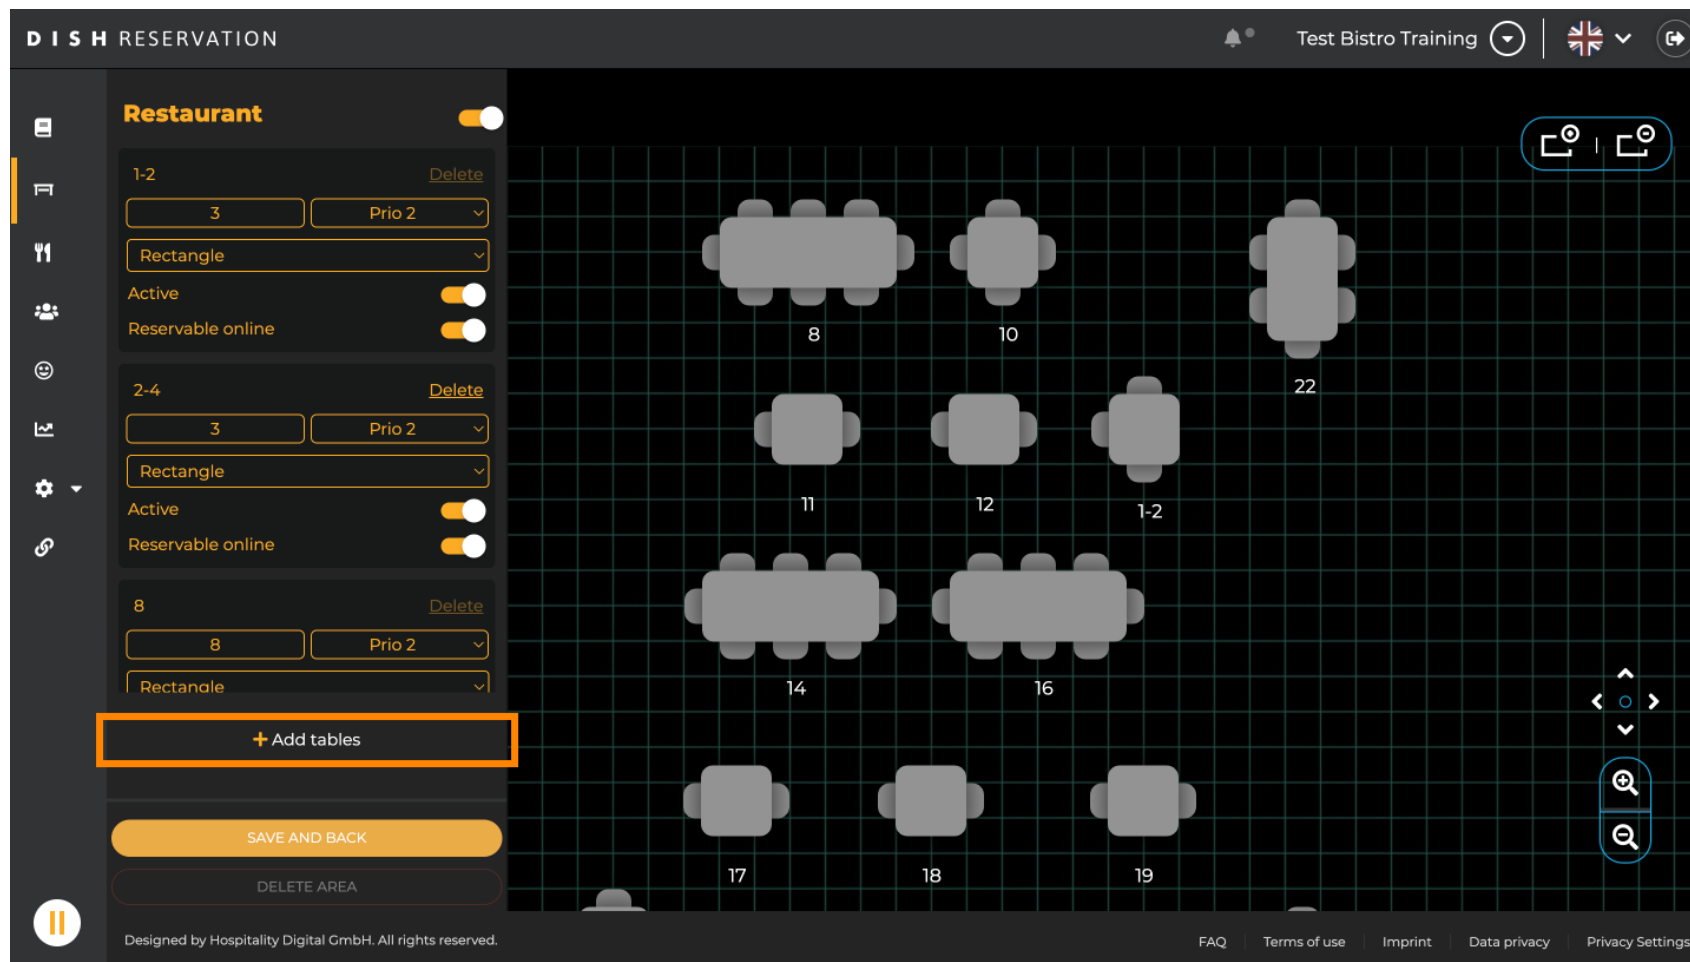 DISH RESERVATION
Test Bistro Training
Restaurant
1-2 Delete
3 Prio 2
Rectangle
Active
Reservable online
2-4 Delete
3 Prio 2
Rectangle
Active
Reservable online
8 Delete
8 Prio 2
Rectangle
+ Add tables
SAVE AND BACK
DELETE AREA
8 10
22
11 12 1-2
14 16
17 18 19
Designed by Hospitality Digital GmbH. All rights reserved.
FAQ Terms of use Imprint Data privacy Privacy Settings